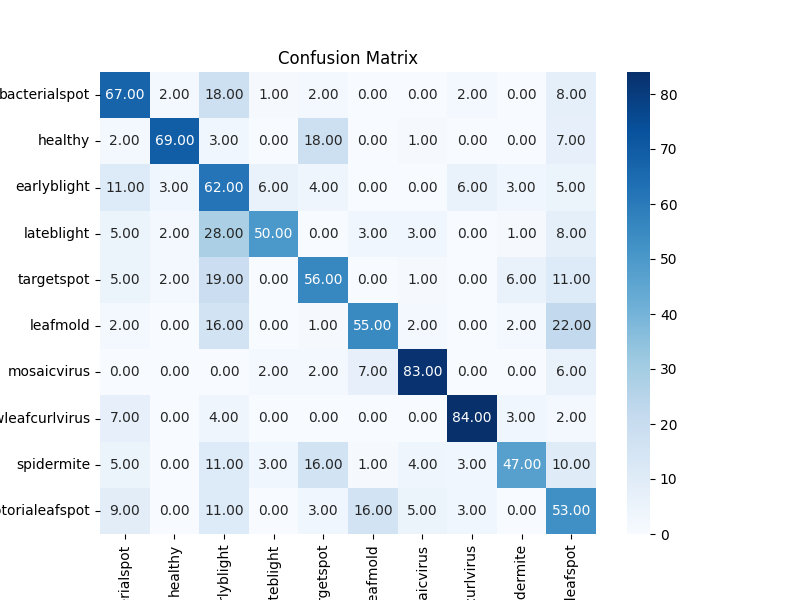 Confusion Matrix
bacterialspot 67.00 2.00 18.00 1.00 2.00 0.00 0.00 2.00 0.00 8.00
healthy 2.00 69.00 3.00 0.00 18.00 0.00 1.00 0.00 0.00 7.00
earlyblight 11.00 3.00 62.00 6.00 4.00 0.00 0.00 6.00 3.00 5.00
lateblight 5.00 2.00 28.00 50.00 0.00 3.00 3.00 0.00 1.00 8.00
targetspot 5.00 2.00 19.00 0.00 56.00 0.00 1.00 0.00 6.00 11.00
leafmold 2.00 0.00 16.00 0.00 1.00 55.00 2.00 0.00 2.00 22.00
mosaicvirus 0.00 0.00 0.00 2.00 2.00 7.00 83.00 0.00 0.00 6.00
wleafcurlvirus 7.00 0.00 4.00 0.00 0.00 0.00 0.00 84.00 3.00 2.00
spidermite 5.00 0.00 11.00 3.00 16.00 1.00 4.00 3.00 47.00 10.00
torialeafspot 9.00 0.00 11.00 0.00 3.00 16.00 5.00 3.00 0.00 53.00
rialspot healthy rlyblight teblight rgetspot eafmold aicvirus urlvirus dermite leafspot
80
70
60
50
40
30
20
10
0